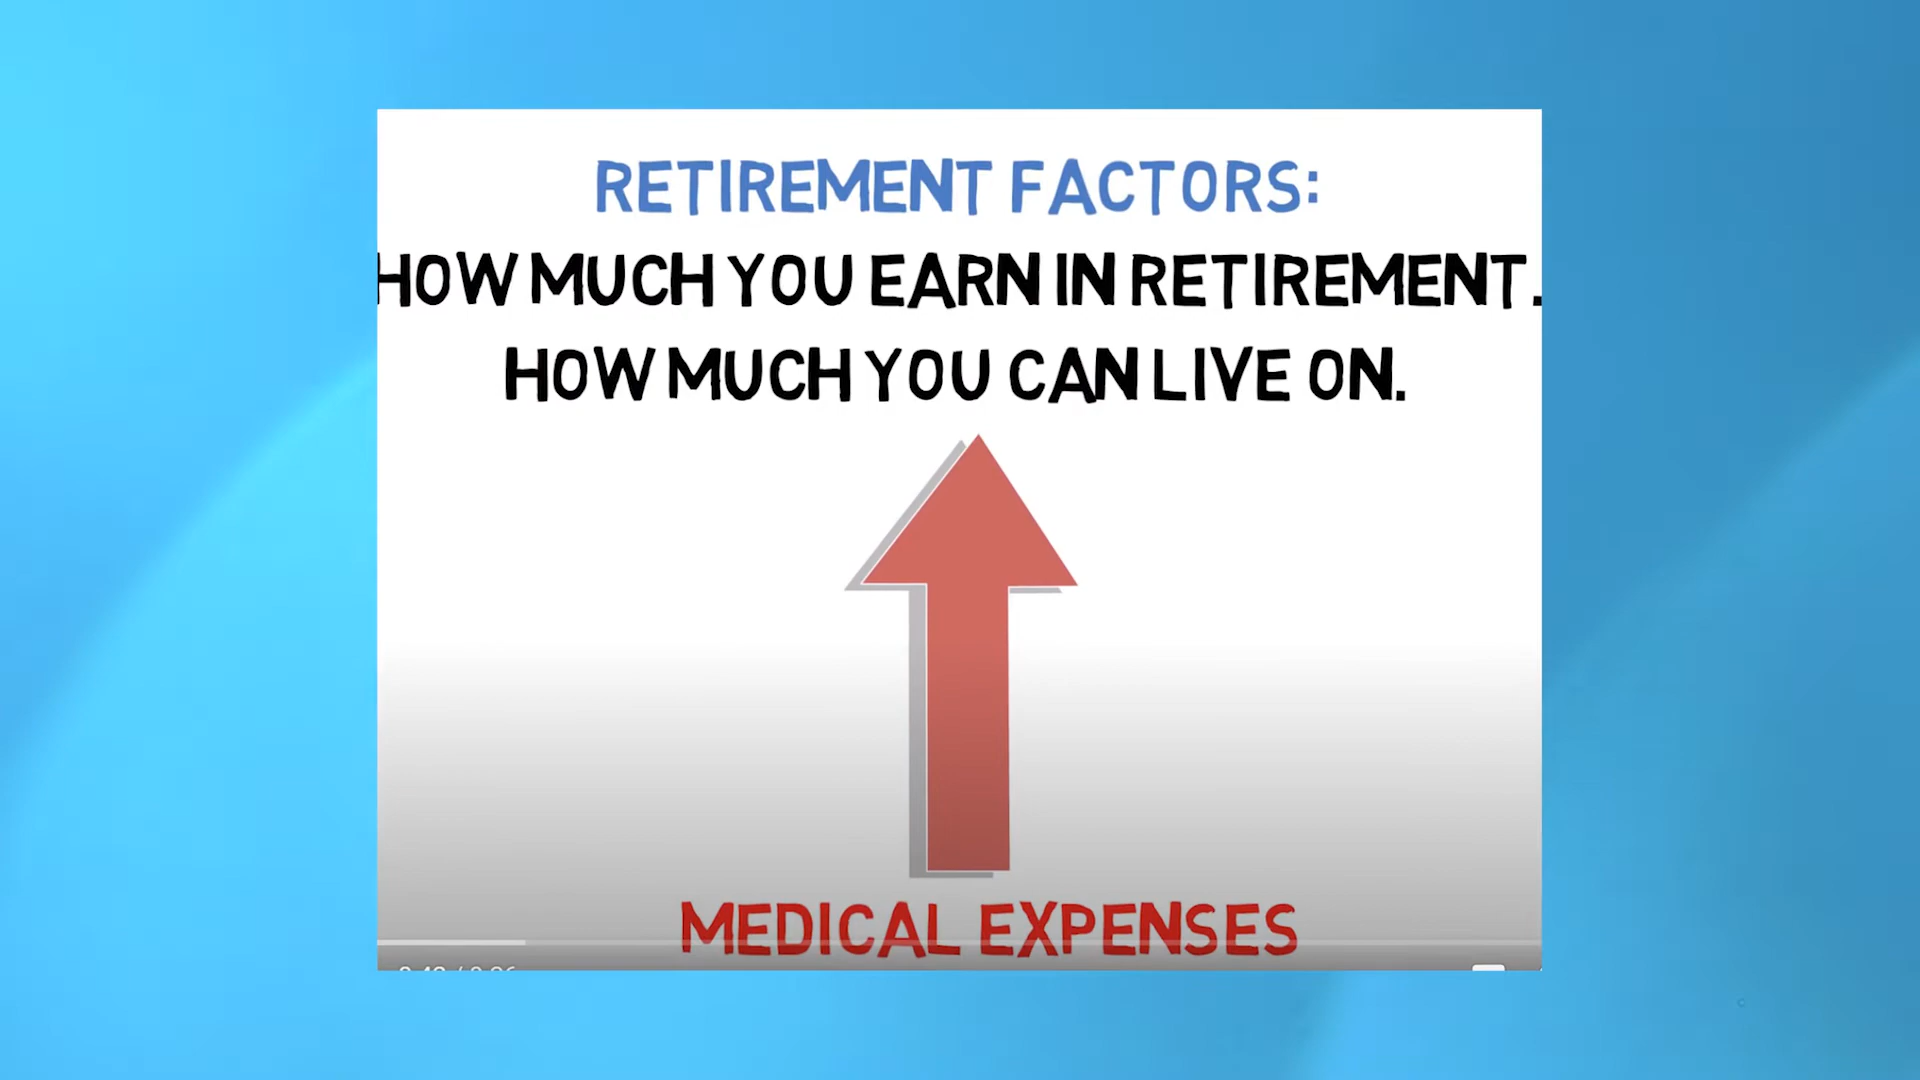 RETIREMENT FACTORS:
HOW MUCH YOU EARN IN RETIREMENT.
HOW MUCH YOU CAN LIVE ON.
MEDICAL EXPENSES